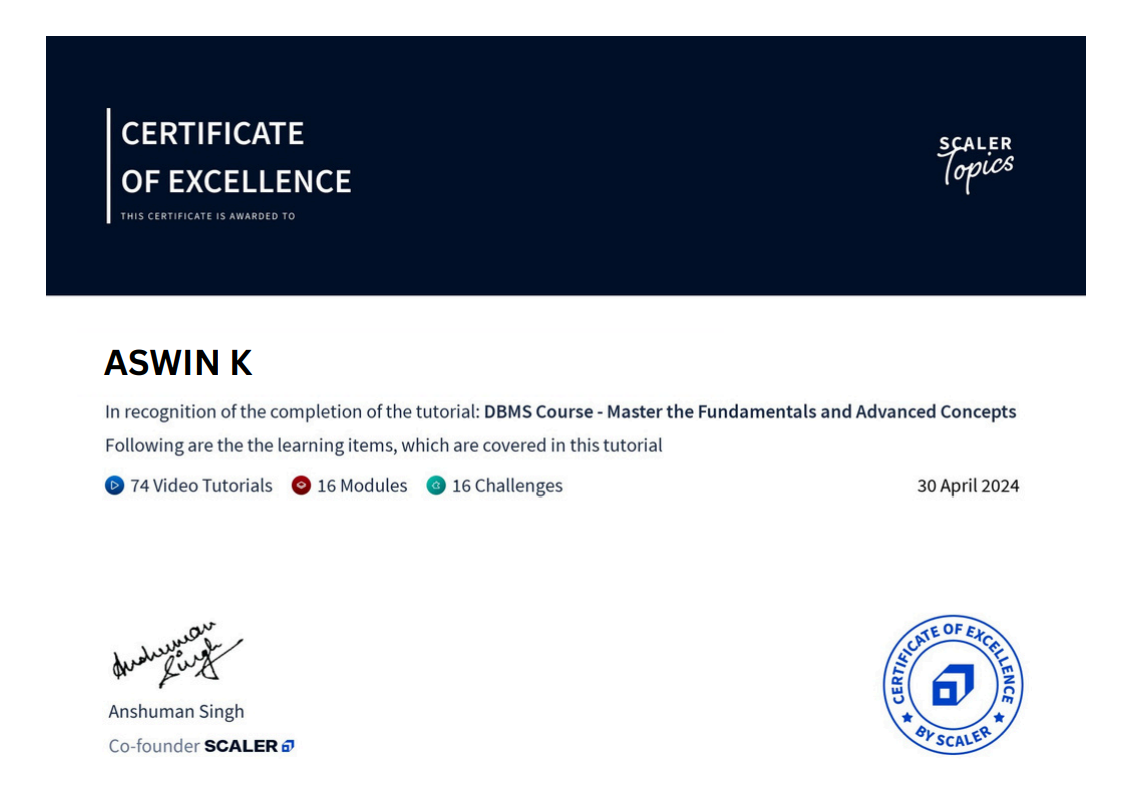 CERTIFICATE
OF EXCELLENCE
THIS CERTIFICATE IS AWARDED TO
SCALER
Topics
ASWIN K
In recognition of the completion of the tutorial: DBMS Course - Master the Fundamentals and Advanced Concepts
Following are the the learning items, which are covered in this tutorial
74 Video Tutorials 16 Modules 16 Challenges 30 April 2024
Anshuman
Singh
Anshuman Singh
Co-founder SCALER
CERTIFICATE OF EXCELLENCE
BY SCALER